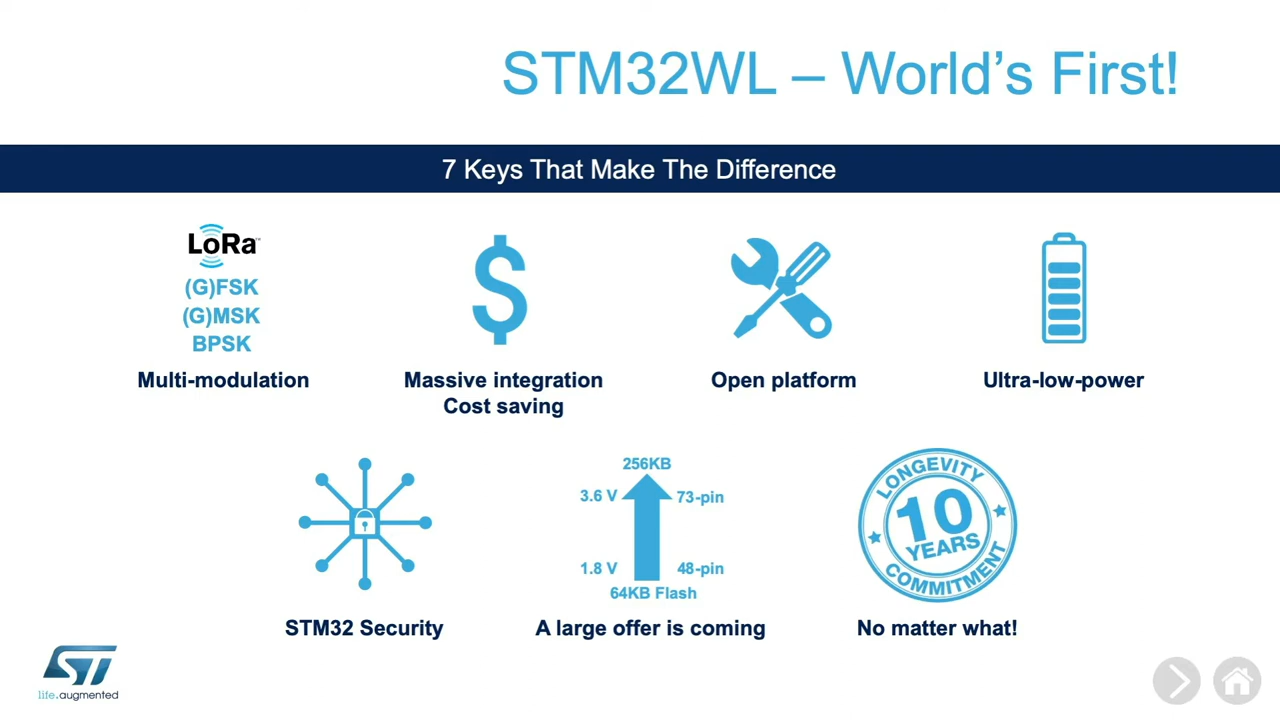 STM32WL – World's First!
7 Keys That Make The Difference
LoRa™
(G)FSK
(G)MSK
BPSK
Multi-modulation
$
Massive integration
Cost saving
Open platform
Ultra-low-power
STM32 Security
256KB
3.6 V 73-pin
1.8 V 48-pin
64KB Flash
A large offer is coming
LONGEVITY
10
YEARS
COMMITMENT
No matter what!
ST
life.augmented